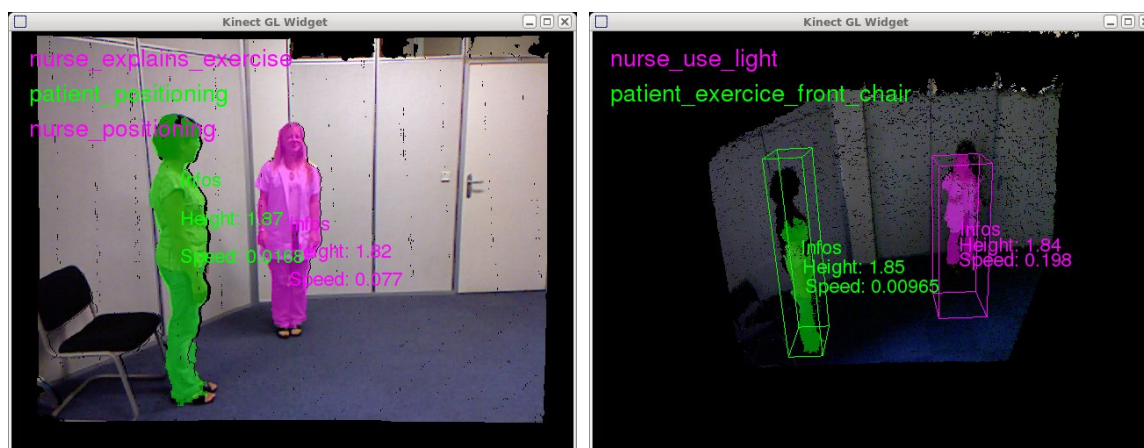 Kinect GL Widget
nurse_explains_exercise
patient_positioning
nurse_positioning
Infos
Height: 1.87
Speed: 0.0168
Infos
Height: 1.82
Speed: 0.077
Kinect GL Widget
nurse_use_light
patient_exercice_front_chair
Infos
Height: 1.85
Speed: 0.00965
Infos
Height: 1.84
Speed: 0.198